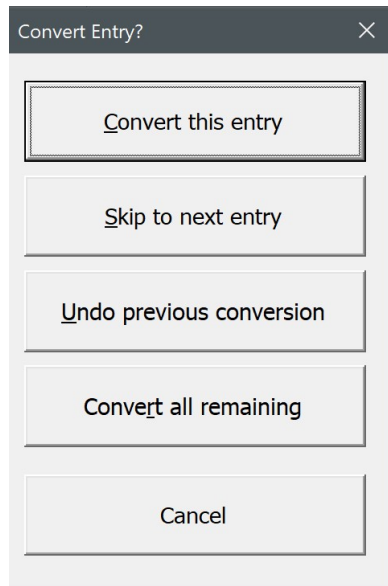 Convert Entry?
Convert this entry
Skip to next entry
Undo previous conversion
Convert all remaining
Cancel